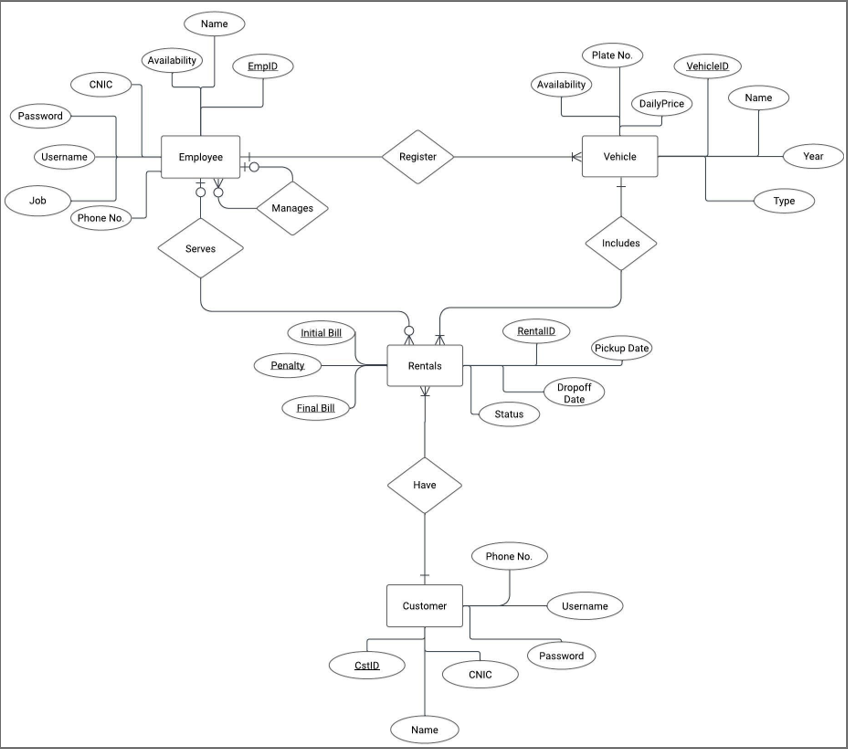 Name
Availability
EmpID
CNIC
Password
Username
Job
Phone No.
Employee
Manages
Register
Serves
Plate No.
VehicleID
Availability
DailyPrice
Name
Vehicle
Year
Type
Includes
Initial Bill
Penalty
Final Bill
Rentals
RentalID
Pickup Date
Dropoff
Date
Status
Have
Phone No.
Customer
Username
Password
CstID
CNIC
Name